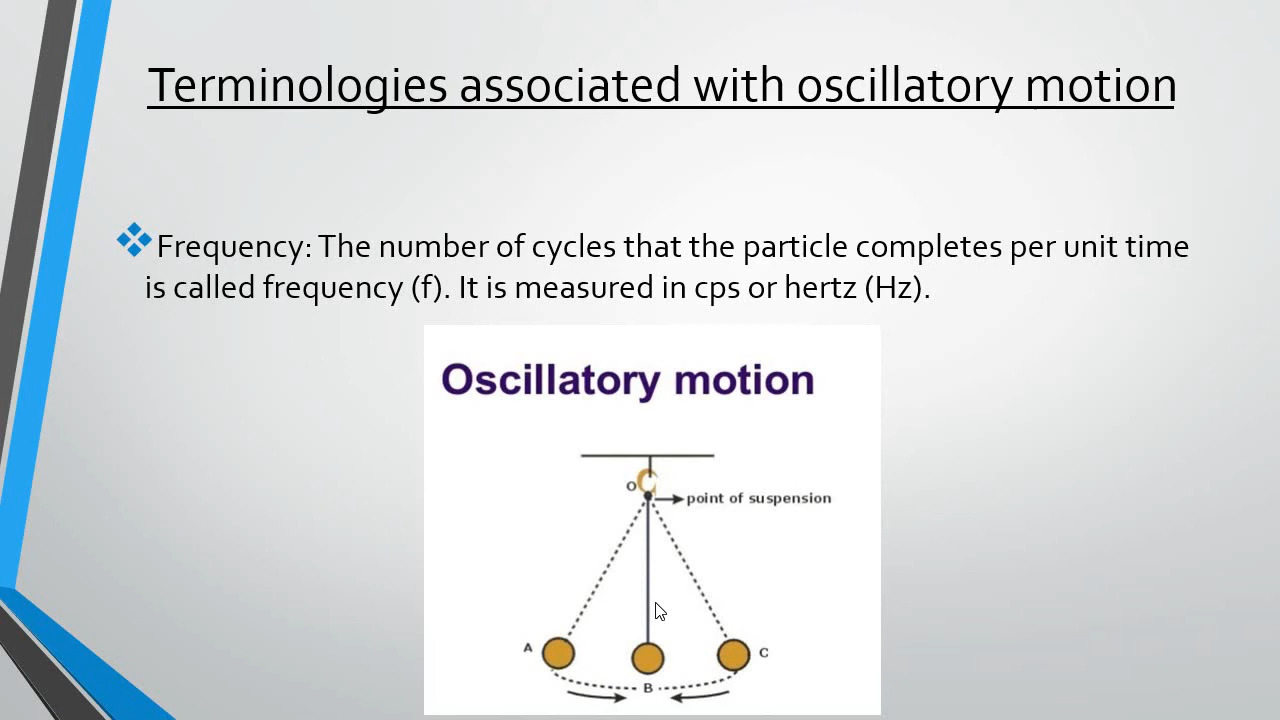 Terminologies associated with oscillatory motion
Frequency: The number of cycles that the particle completes per unit time
is called frequency (f). It is measured in cps or hertz (Hz).
Oscillatory motion
O
point of suspension
A
C
B